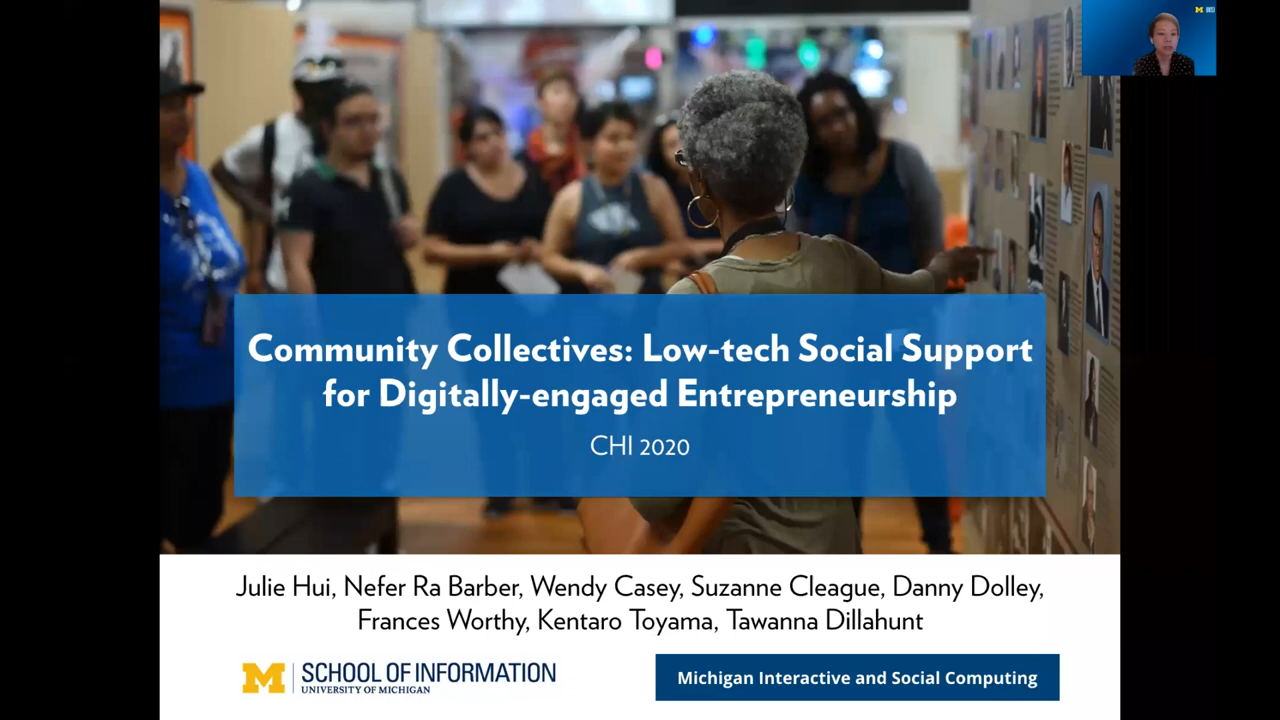 Community Collectives: Low-tech Social Support
for Digitally-engaged Entrepreneurship
CHI 2020
Julie Hui, Nefer Ra Barber, Wendy Casey, Suzanne Cleague, Danny Dolley,
Frances Worthy, Kentaro Toyama, Tawanna Dillahunt
M SCHOOL OF INFORMATION
UNIVERSITY OF MICHIGAN
Michigan Interactive and Social Computing